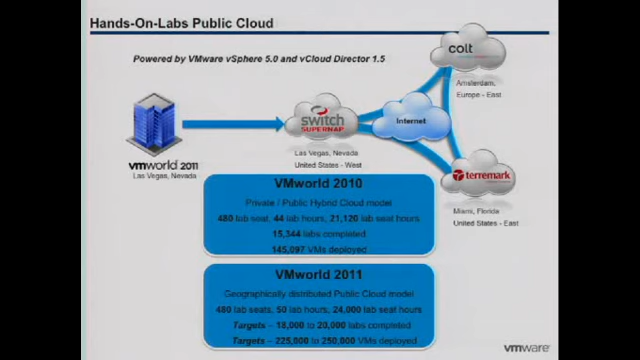 Hands-On-Labs Public Cloud
Powered by VMware vSphere 5.0 and vCloud Director 1.5
colt
Amsterdam,
Europe - East
Internet
switch
SUPERNAP
Las Vegas, Nevada
United States - West
vmworld 2011
Las Vegas, Nevada
terremark
Miami, Florida
United States - East
VMworld 2010
Private / Public Hybrid Cloud model
480 lab seat, 44 lab hours, 21,120 lab seat hours
15,344 labs completed
145,097 VMs deployed
VMworld 2011
Geographically distributed Public Cloud model
480 lab seats, 50 lab hours, 24,000 lab seat hours
Targets - 18,000 to 20,000 labs completed
Targets - 225,000 to 250,000 VMs deployed
vmware